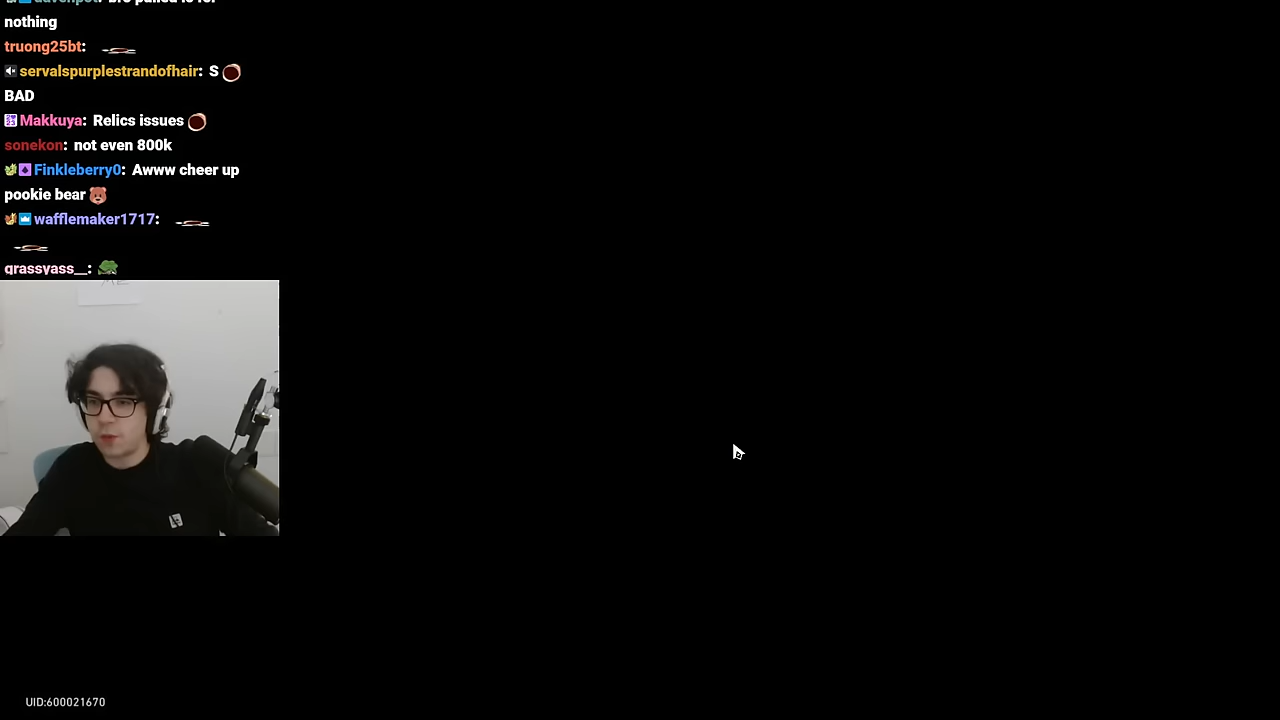 nothing
truong25bt:
servalspurplestrandofhair: S
BAD
Makkuya: Relics issues
sonekon: not even 800k
Finkleberry0: Awww cheer up
pookie bear
wafflemaker1717:
grassyass__:
UID:600021670